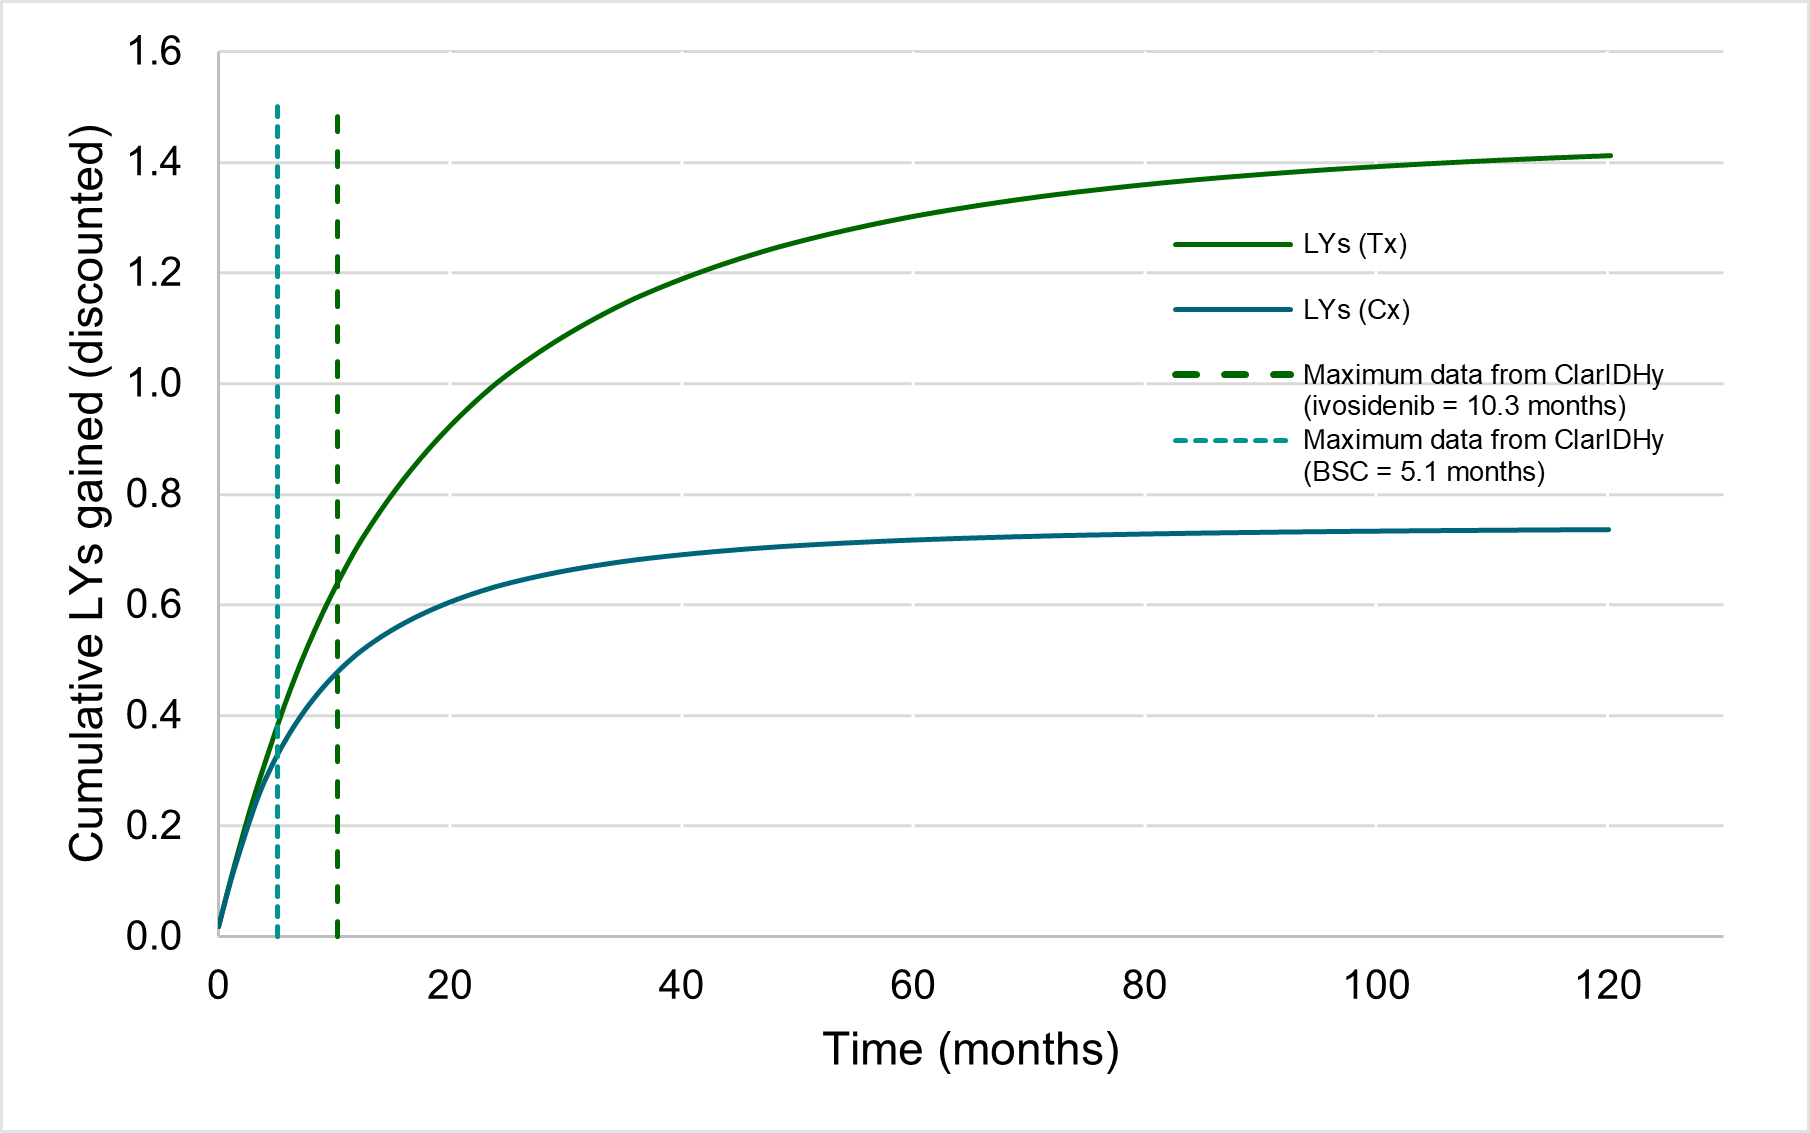 Cumulative LYs gained (discounted)
1.6
1.4
1.2
1.0
0.8
0.6
0.4
0.2
0.0
LYs (Tx)
LYs (Cx)
Maximum data from ClarIDHy
(ivosidenib = 10.3 months)
Maximum data from ClarIDHy
(BSC = 5.1 months)
0 20 40 60 80 100 120
Time (months)